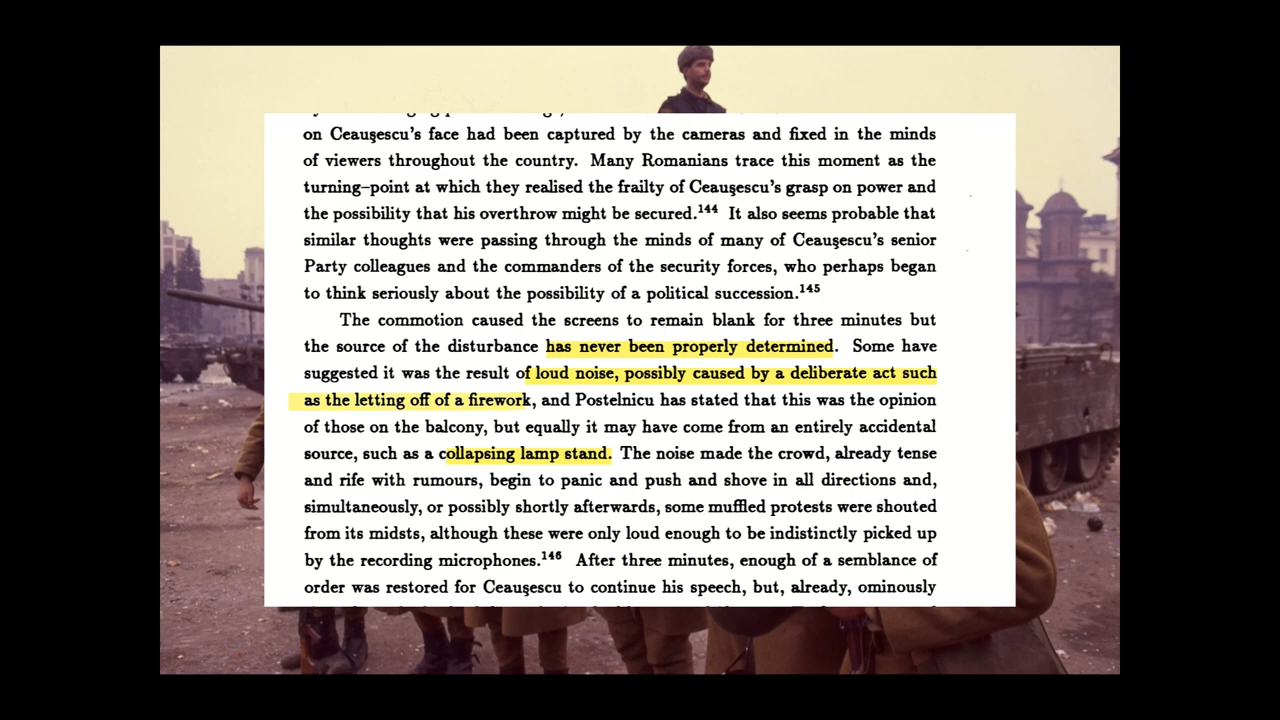 on Ceaușescu's face had been captured by the cameras and fixed in the minds
of viewers throughout the country. Many Romanians trace this moment as the
turning–point at which they realised the frailty of Ceaușescu's grasp on power and
the possibility that his overthrow might be secured.¹⁴⁴ It also seems probable that
similar thoughts were passing through the minds of many of Ceaușescu's senior
Party colleagues and the commanders of the security forces, who perhaps began
to think seriously about the possibility of a political succession.¹⁴⁵
The commotion caused the screens to remain blank for three minutes but
the source of the disturbance has never been properly determined. Some have
suggested it was the result of loud noise, possibly caused by a deliberate act such
as the letting off of a firework, and Postelnicu has stated that this was the opinion
of those on the balcony, but equally it may have come from an entirely accidental
source, such as a collapsing lamp stand. The noise made the crowd, already tense
and rife with rumours, begin to panic and push and shove in all directions and,
simultaneously, or possibly shortly afterwards, some muffled protests were shouted
from its midsts, although these were only loud enough to be indistinctly picked up
by the recording microphones.¹⁴⁶ After three minutes, enough of a semblance of
order was restored for Ceaușescu to continue his speech, but, already, ominously